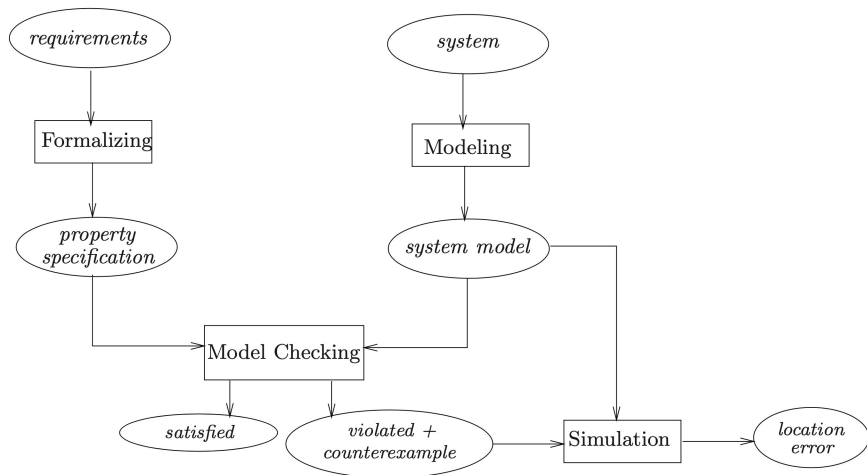 requirements
system
Formalizing
Modeling
property
specification
system model
Model Checking
satisfied
violated +
counterexample
Simulation
location
error